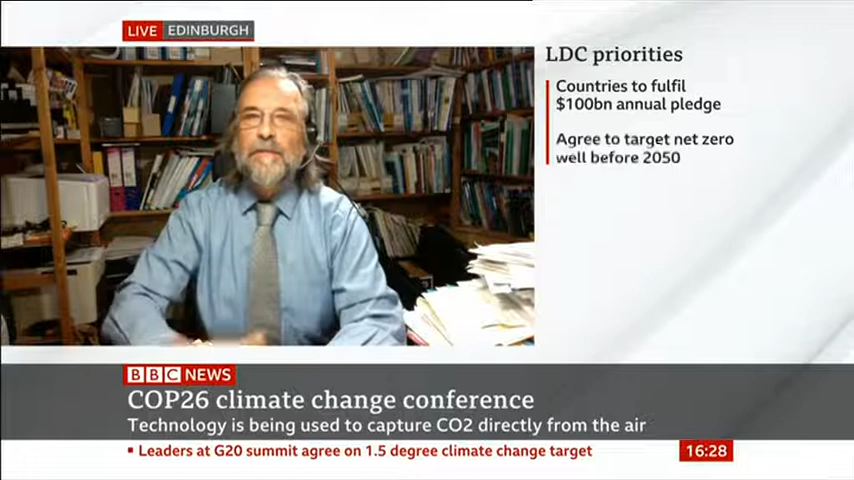 LIVE EDINBURGH
LDC priorities
Countries to fulfil
$100bn annual pledge
Agree to target net zero
well before 2050
BBC NEWS
COP26 climate change conference
Technology is being used to capture CO2 directly from the air
Leaders at G20 summit agree on 1.5 degree climate change target
16:28